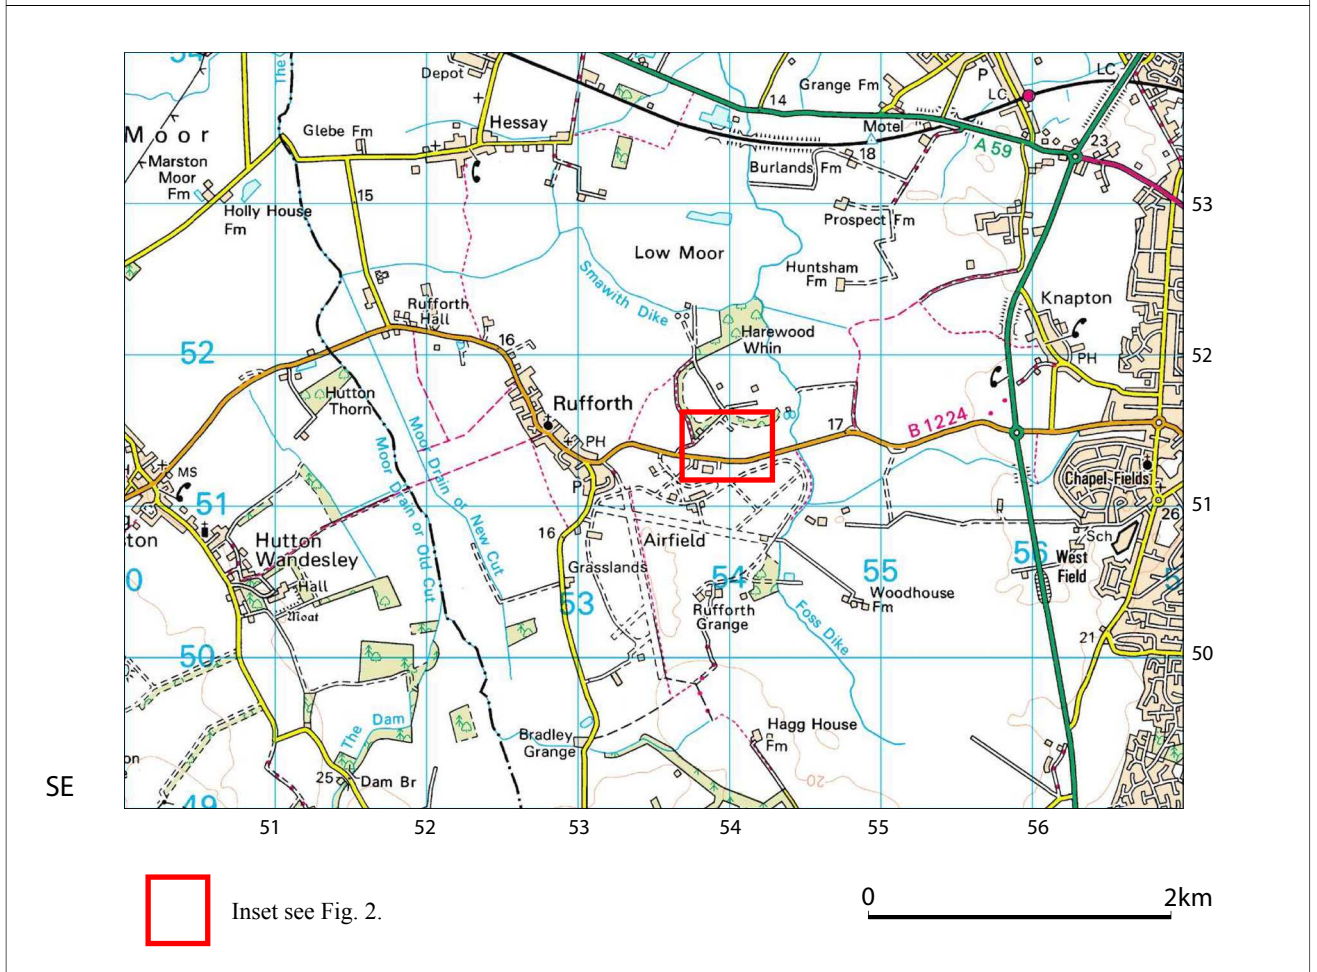 54
The
Depot
Hessay
Grange Fm
P
LC
LC
14
Motel
18
23
A 59
Moor
Glebe Fm
Marston
Moor
Fm
15
Burlands Fm
Holly House
Fm
Prospect Fm
53
Low Moor
Huntsham
Fm
Smawith Dike
Knapton
Rufforth
Hall
16
Harewood
Whin
52
PH
52
Hutton
Thorn
Rufforth
17
B 1224
PH
MS
Moor Drain or New Cut
Moor Drain or Old Cut
Chapel Fields
51
P
51
26
ton
Hutton
Wandesley
16
Airfield
Sch
56
West
Field
55
54
Hall
Grasslands
Woodhouse
Fm
Moat
53
Rufforth
Grange
Foss Dike
21
50
50
The Dam
Bradley
Grange
Hagg House
Fm
on
25
Dam Br
20
49
SE
51
52
53
54
55
56
0
2km
Inset see Fig. 2.